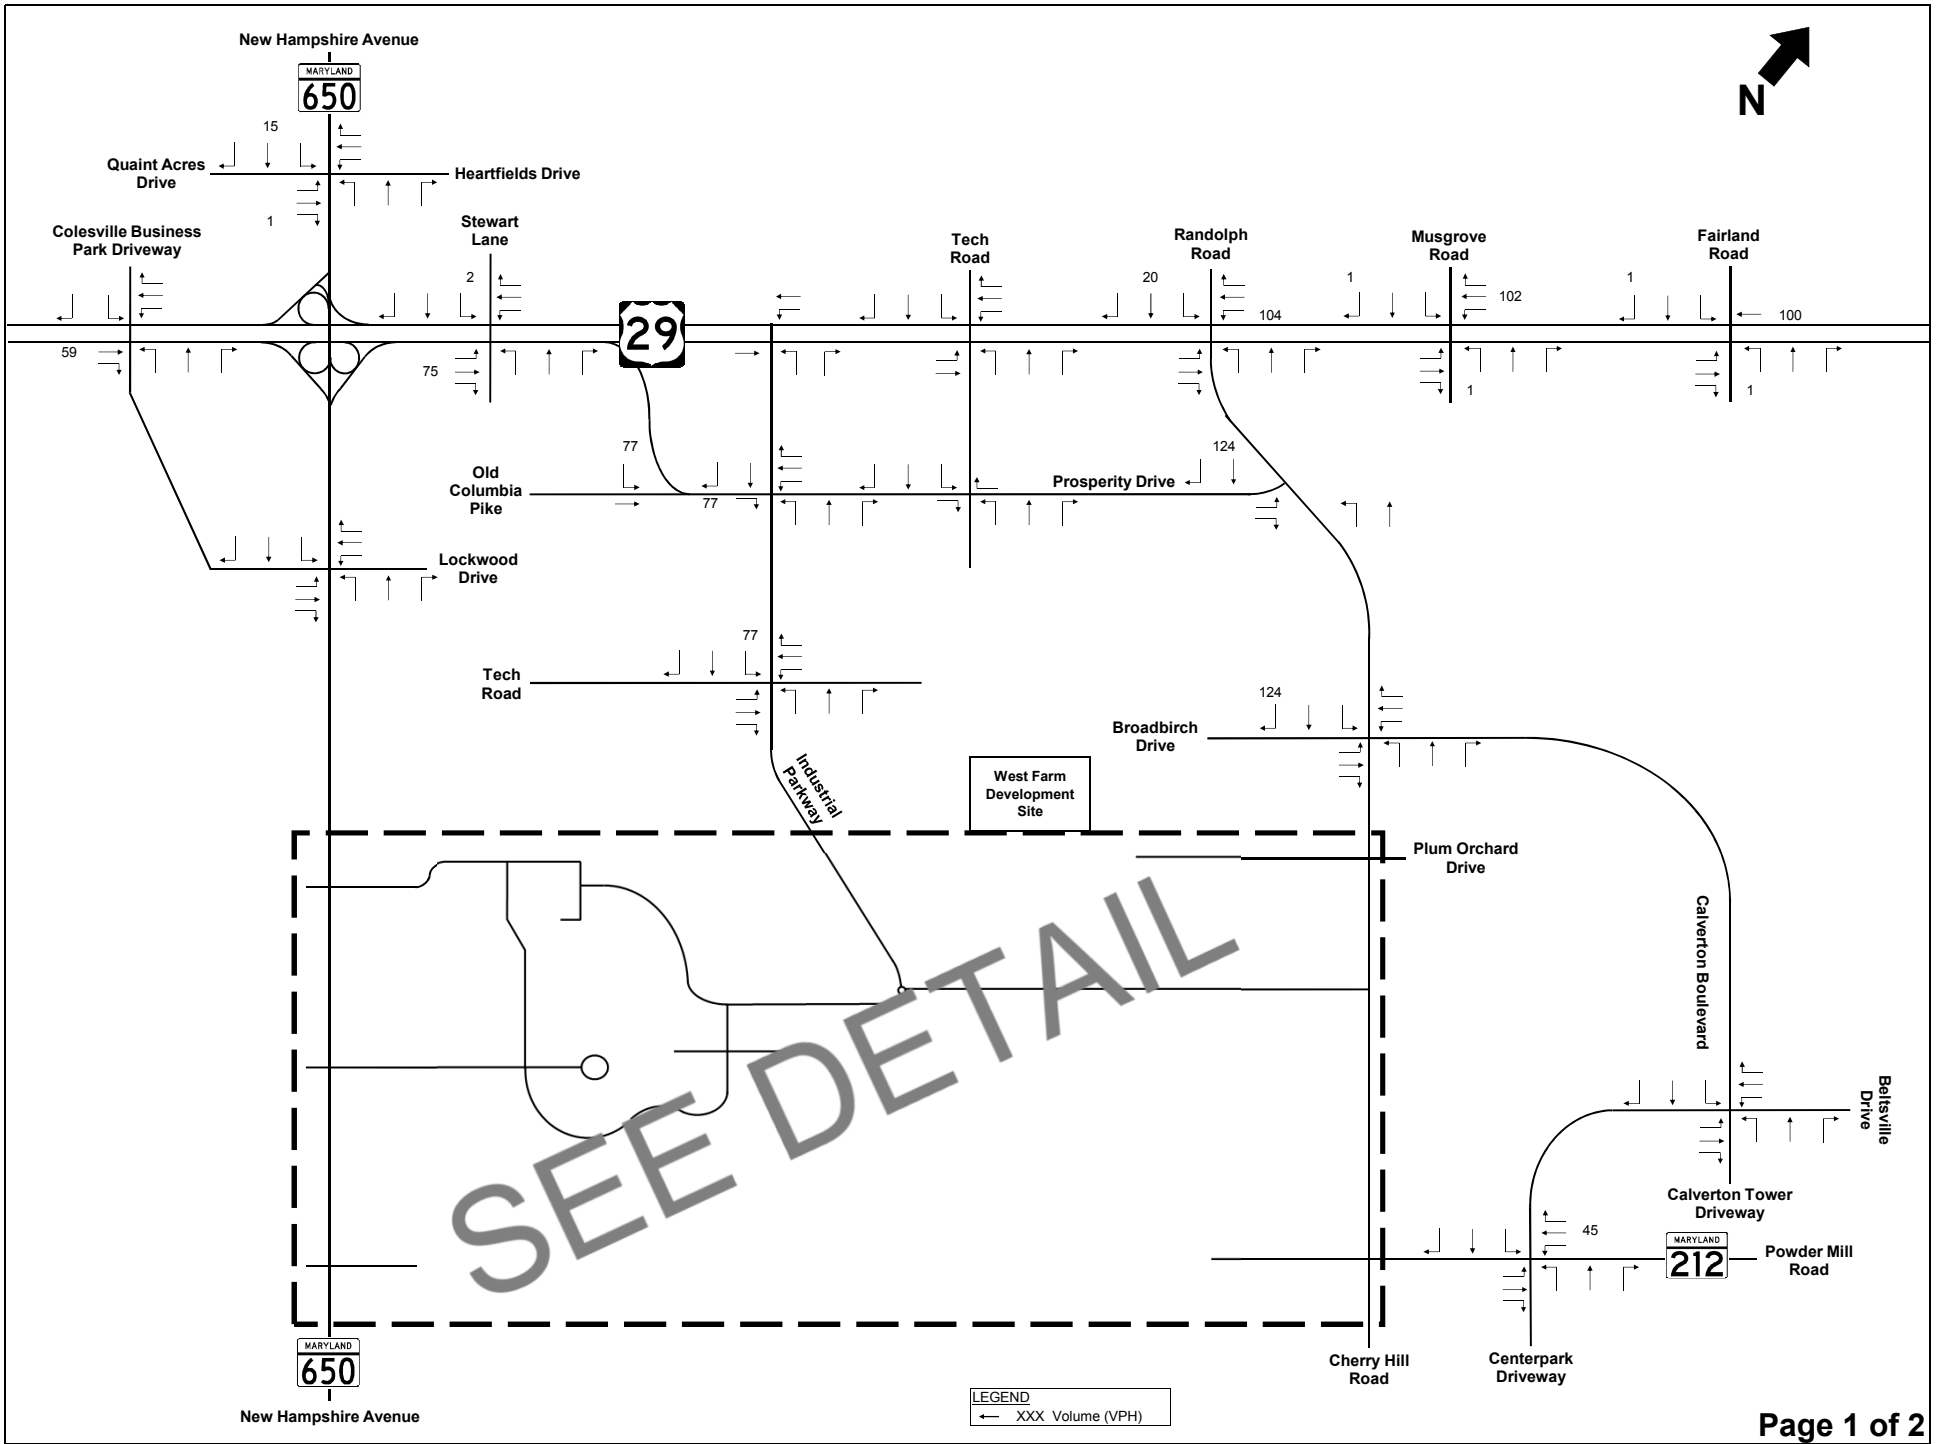 New Hampshire Avenue
MARYLAND
650
N
15
Quaint Acres
Drive
Heartfields Drive
1
Colesville Business
Park Driveway
Stewart
Lane
Tech
Road
Randolph
Road
Musgrove
Road
Fairland
Road
2
20
1
1
102
104
100
29
59
75
1
1
77
124
Old
Columbia
Pike
77
Prosperity Drive
Lockwood
Drive
77
Tech
Road
124
Broadbirch
Drive
Industrial
Parkway
West Farm
Development
Site
Plum Orchard
Drive
Calverton Boulevard
SEE DETAIL
Beltsville
Drive
Calverton Tower
Driveway
45
MARYLAND
212
Powder Mill
Road
MARYLAND
650
New Hampshire Avenue
Cherry Hill
Road
Centerpark
Driveway
LEGEND
XXX Volume (VPH)
Page 1 of 2